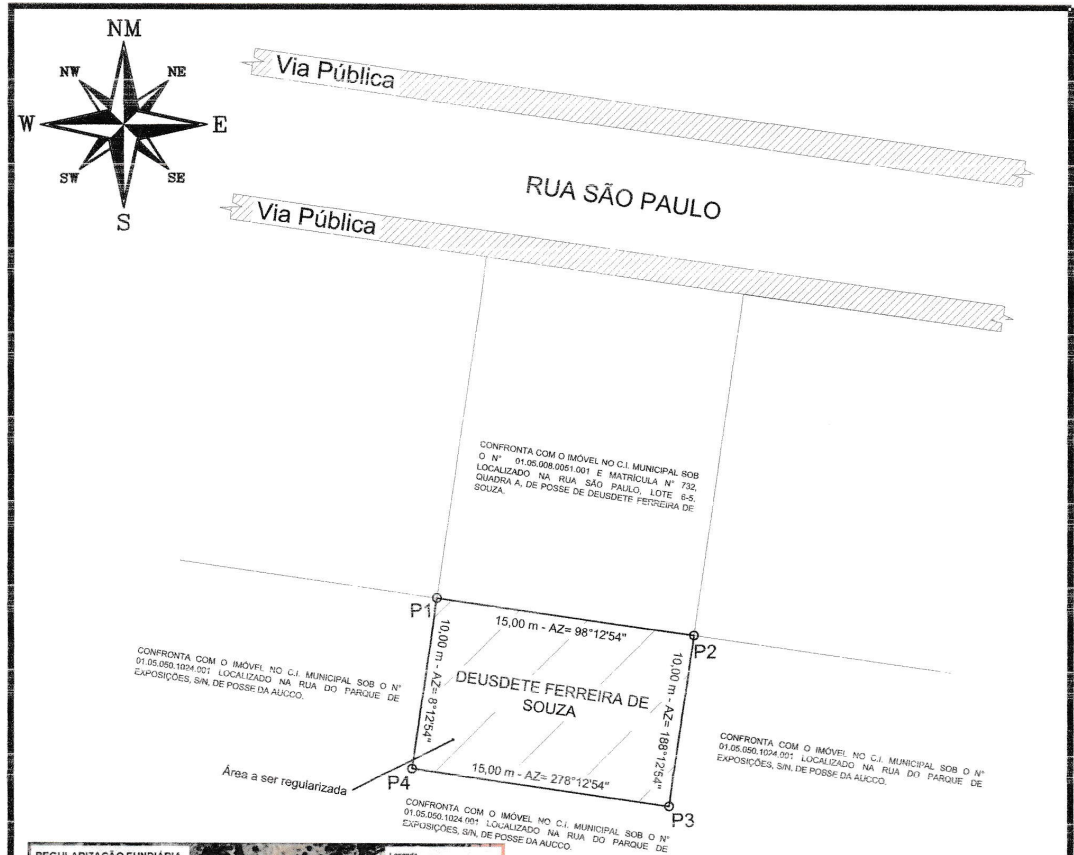 NM
NW
NE
W
E
SW
SE
S
Via Pública
RUA SÃO PAULO
Via Pública
CONFRONTA COM O IMÓVEL NO C.I. MUNICIPAL SOB
O N° 01.05.008.0051.001 E MATRÍCULA N° 732,
LOCALIZADO NA RUA SÃO PAULO, LOTE 6-5,
QUADRA A, DE POSSE DE DEUSDETE FERREIRA DE
SOUZA.
P1
15,00 m - AZ= 98°12'54"
P2
10,00 m - AZ= 8°12'54"
DEUSDETE FERREIRA DE
SOUZA
10,00 m - AZ= 188°12'54"
CONFRONTA COM O IMÓVEL NO C.I. MUNICIPAL SOB O N°
01.05.050.1024.001 LOCALIZADO NA RUA DO PARQUE DE
EXPOSIÇÕES, S/N, DE POSSE DA AUCCO.
CONFRONTA COM O IMÓVEL NO C.I. MUNICIPAL SOB O N°
01.05.050.1024.001 LOCALIZADO NA RUA DO PARQUE DE
EXPOSIÇÕES, S/N, DE POSSE DA AUCCO.
Área a ser regularizada
P4
15,00 m - AZ= 278°12'54"
P3
CONFRONTA COM O IMÓVEL NO C.I. MUNICIPAL SOB O N°
01.05.050.1024.001 LOCALIZADO NA RUA DO PARQUE DE
EXPOSIÇÕES, S/N, DE POSSE DA AUCCO.
REGULARIZAÇÃO FUNDIÁRIA